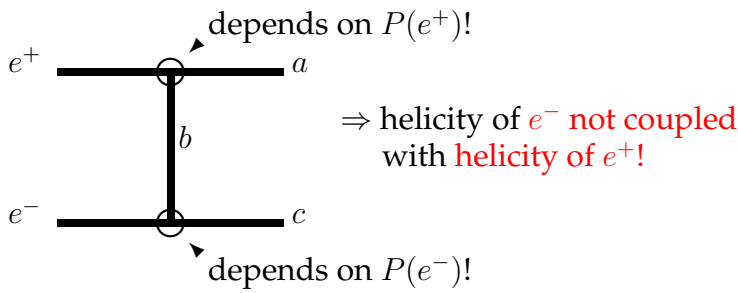 depends on P(e⁺)!
e⁺ a
⇒ helicity of e⁻ not coupled
b
with helicity of e⁺!
e⁻ c
depends on P(e⁻)!